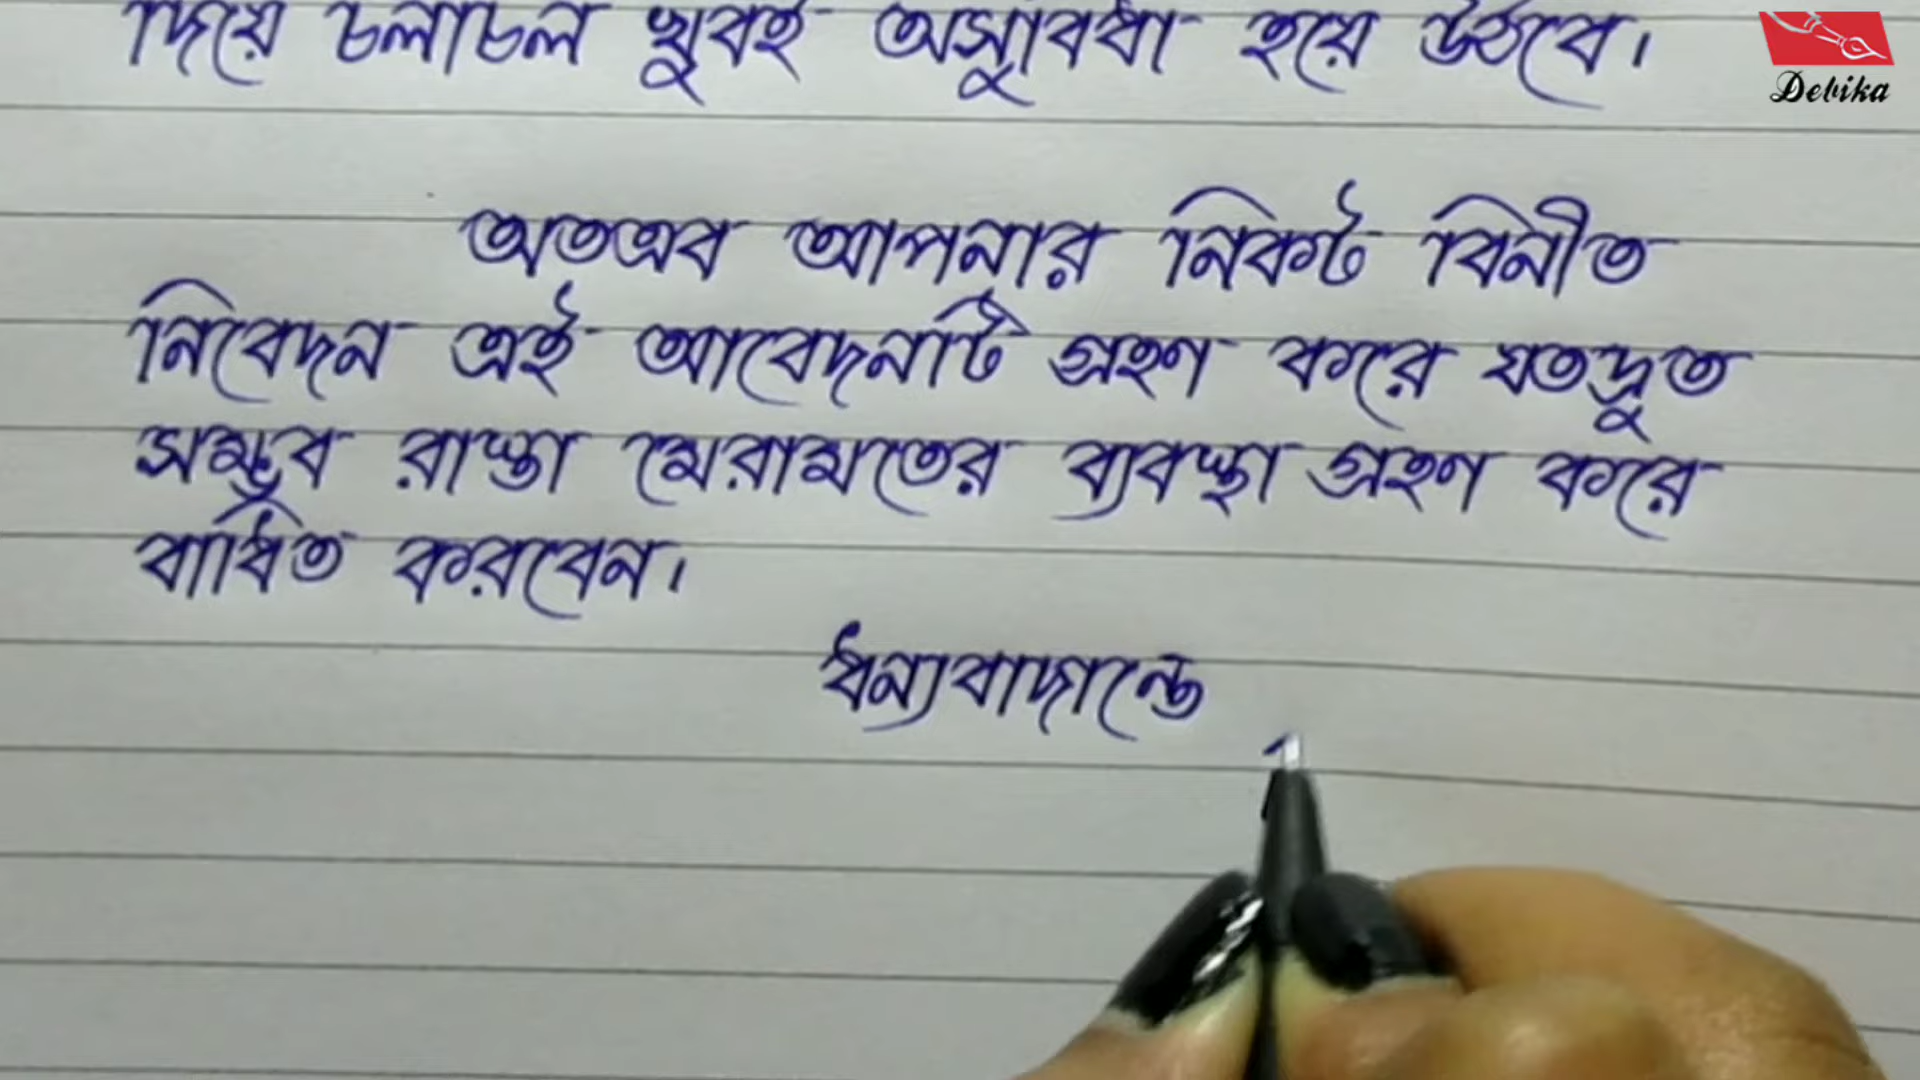 দিয়ে চলাচল খুবই অসুবিধা হয়ে উঠবে।
Debika
অতএব আপনার নিকট বিনীত
নিবেদন এই আবেদনটি গ্রহণ করে যতদ্রুত
সম্ভব রাস্তা মেরামতের ব্যবস্থা গ্রহণ করে
বাধিত করবেন।
ধন্যবাদান্তে